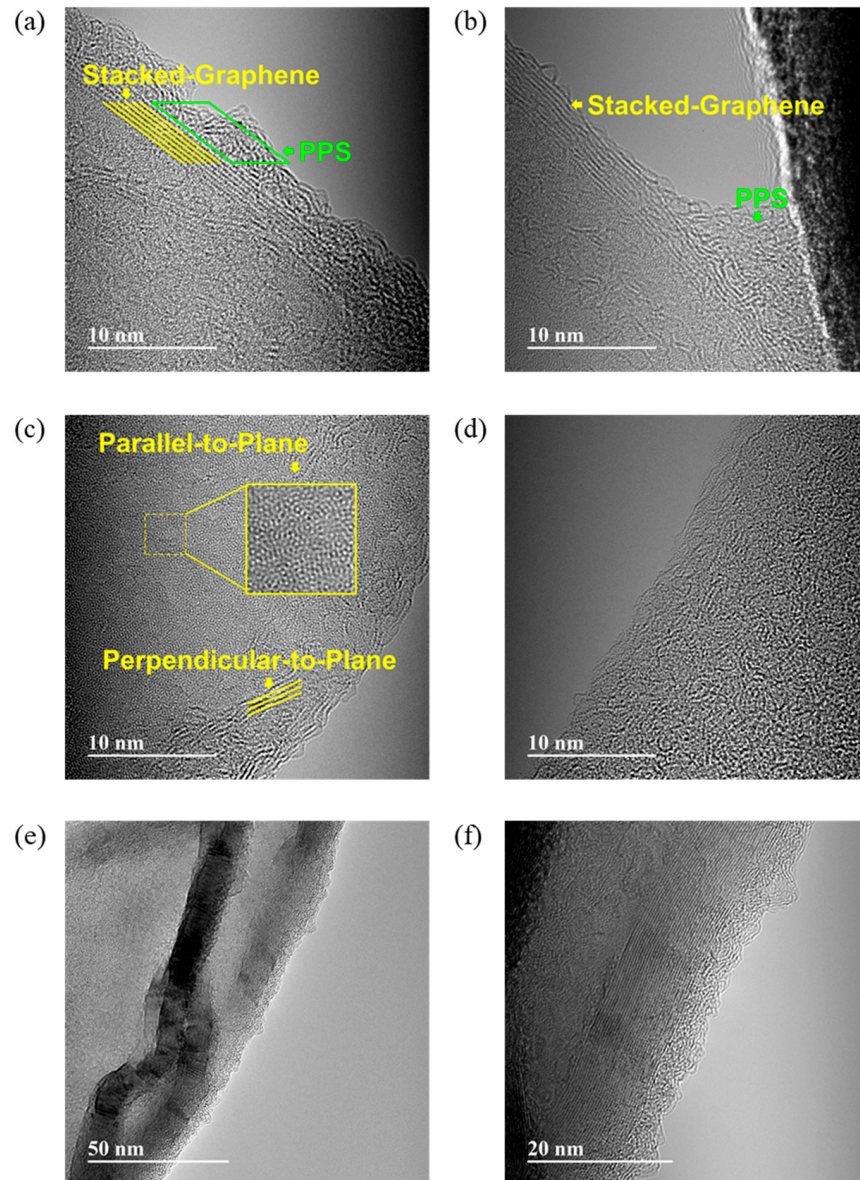 (a)
Stacked-Graphene
PPS
10 nm
(b)
Stacked-Graphene
PPS
10 nm
(c)
Parallel-to-Plane
Perpendicular-to-Plane
10 nm
(d)
10 nm
(e)
50 nm
(f)
20 nm